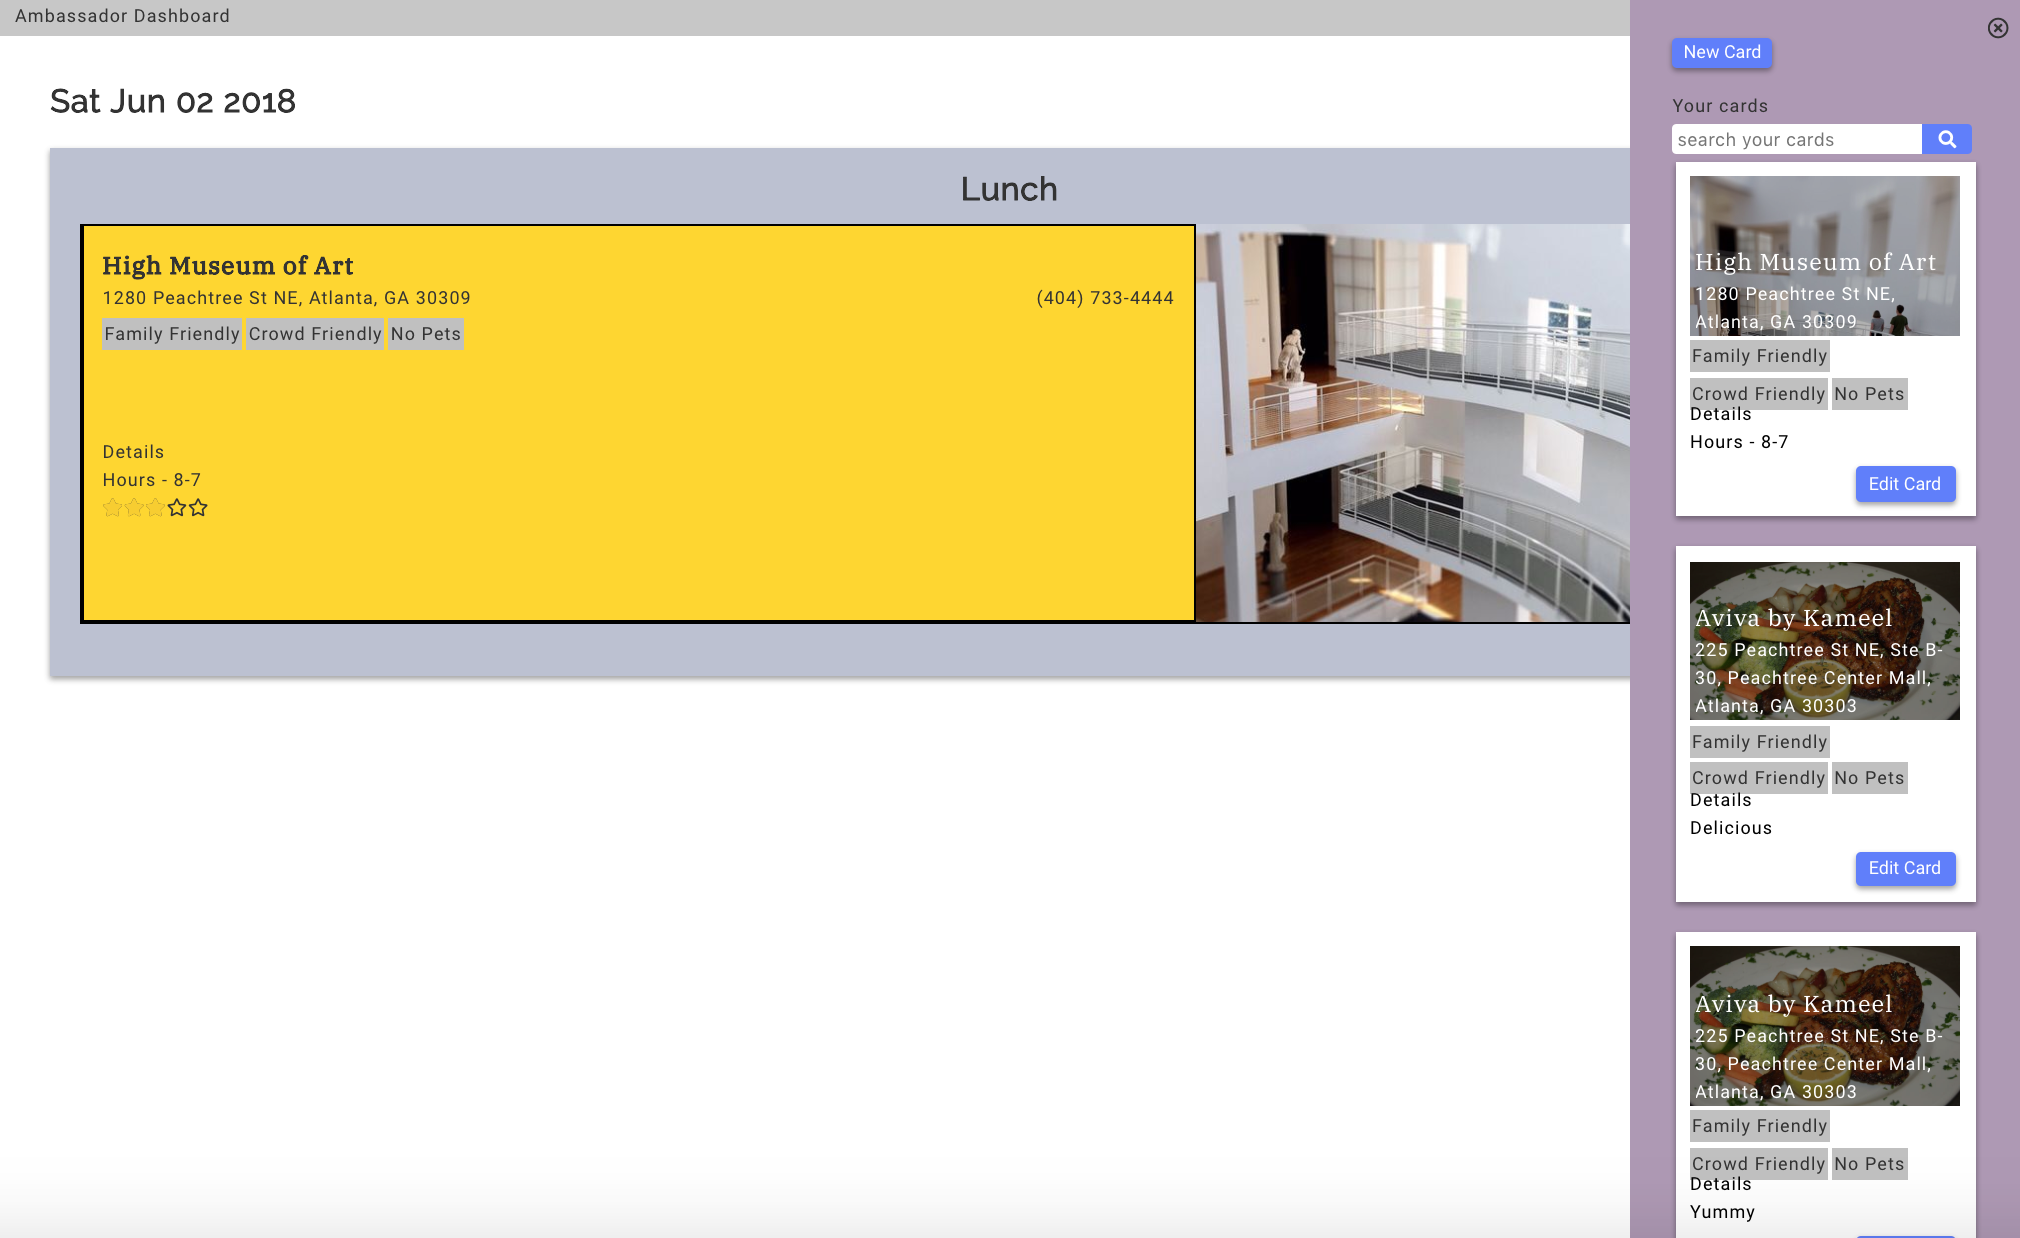 Ambassador Dashboard
Sat Jun 02 2018
Lunch
High Museum of Art
1280 Peachtree St NE, Atlanta, GA 30309
(404) 733-4444
Family Friendly Crowd Friendly No Pets
Details
Hours - 8-7
New Card
Your cards
search your cards
High Museum of Art
1280 Peachtree St NE,
Atlanta, GA 30309
Family Friendly
Crowd Friendly No Pets
Details
Hours - 8-7
Edit Card
Aviva by Kameel
225 Peachtree St NE, Ste B-
30, Peachtree Center Mall,
Atlanta, GA 30303
Family Friendly
Crowd Friendly No Pets
Details
Delicious
Edit Card
Aviva by Kameel
225 Peachtree St NE, Ste B-
30, Peachtree Center Mall,
Atlanta, GA 30303
Family Friendly
Crowd Friendly No Pets
Details
Yummy